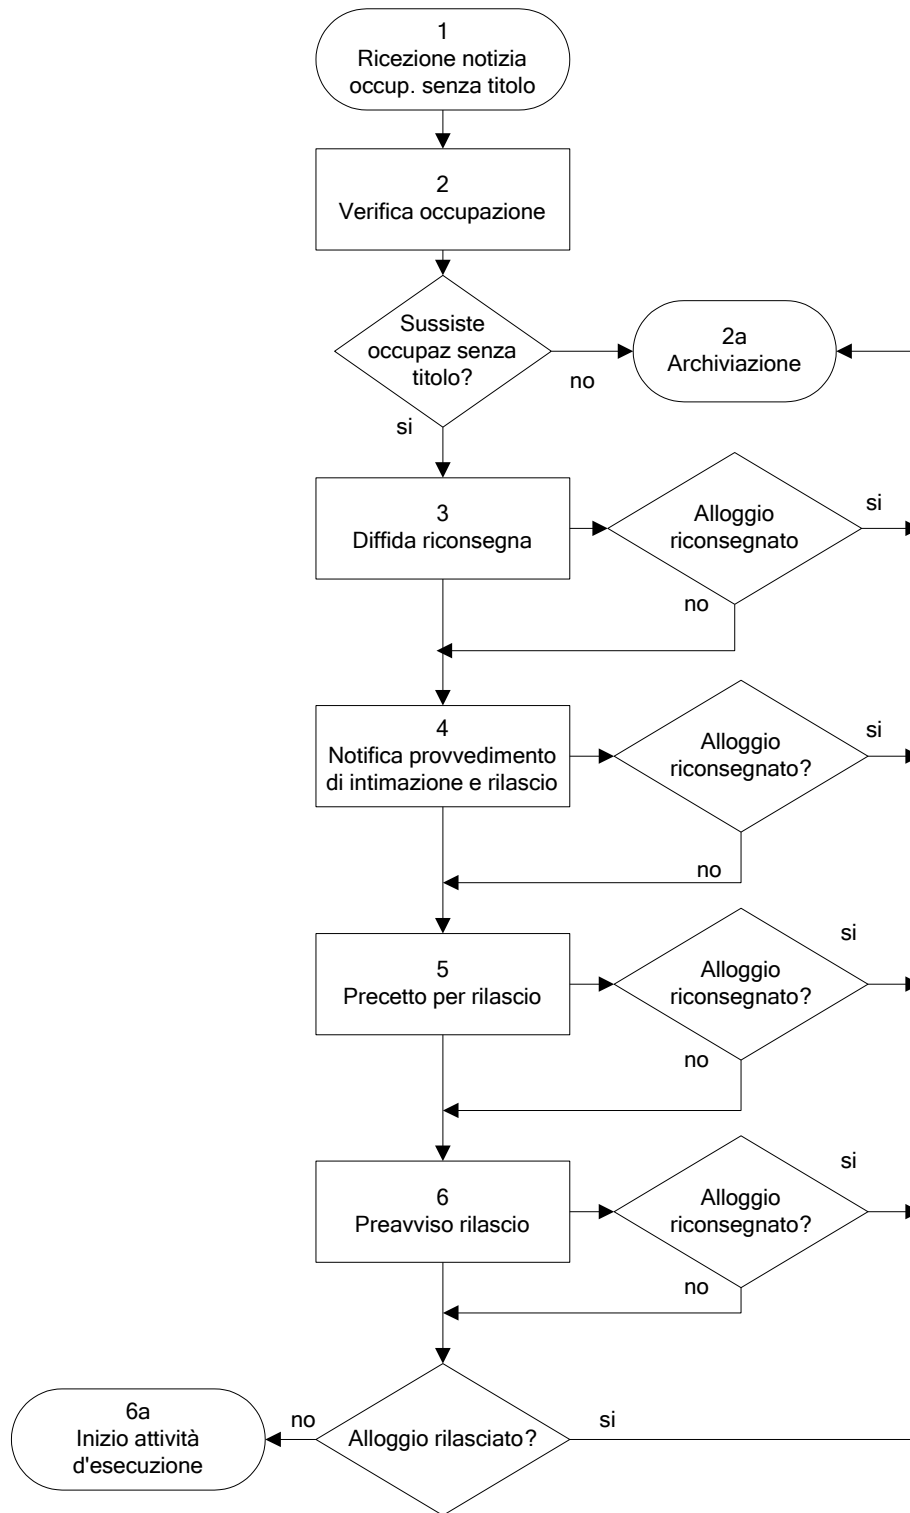 1
Ricezione notizia
occup. senza titolo
2
Verifica occupazione
Sussiste
occupaz senza
titolo?
no
2a
Archiviazione
si
3
Diffida riconsegna
Alloggio
riconsegnato
si
no
4
Notifica provvedimento
di intimazione e rilascio
Alloggio
riconsegnato?
si
no
5
Precetto per rilascio
Alloggio
riconsegnato?
si
no
6
Preavviso rilascio
Alloggio
riconsegnato?
si
no
Alloggio rilasciato?
no
si
6a
Inizio attività
d'esecuzione